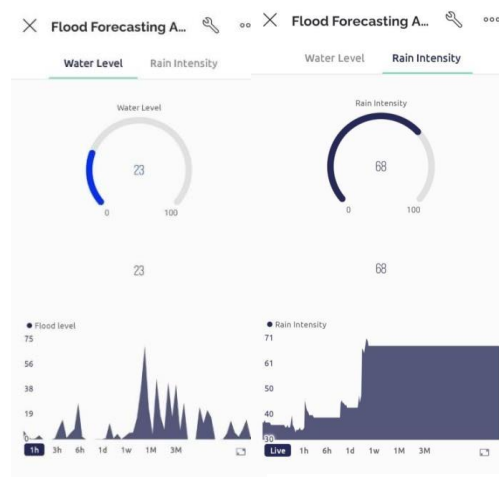 Flood Forecasting A...
Water Level Rain Intensity
Water Level
23
0 100
23
Flood level
75
56
38
19
0
1h 3h 6h 1d 1w 1M 3M
Flood Forecasting A...
Water Level Rain Intensity
Rain Intensity
68
0 100
68
Rain Intensity
71
61
50
40
30
Live 1h 6h 1d 1w 1M 3M